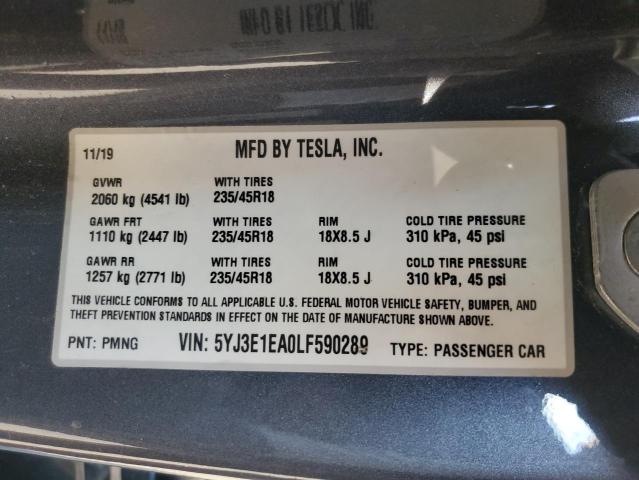 11/19 MFD BY TESLA, INC.
GVWR WITH TIRES
2060 kg (4541 lb) 235/45R18
GAWR FRT WITH TIRES RIM COLD TIRE PRESSURE
1110 kg (2447 lb) 235/45R18 18X8.5 J 310 kPa, 45 psi
GAWR RR WITH TIRES RIM COLD TIRE PRESSURE
1257 kg (2771 lb) 235/45R18 18X8.5 J 310 kPa, 45 psi
THIS VEHICLE CONFORMS TO ALL APPLICABLE U.S. FEDERAL MOTOR VEHICLE SAFETY, BUMPER, AND
THEFT PREVENTION STANDARDS IN EFFECT ON THE DATE OF MANUFACTURE SHOWN ABOVE.
PNT: PMNG VIN: 5YJ3E1EA0LF590289 TYPE: PASSENGER CAR